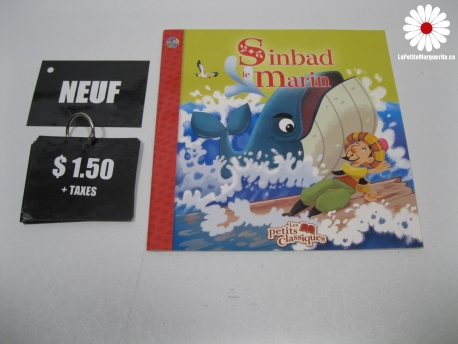 LaPetiteMarguerite.ca
NEUF
$ 1.50
+ TAXES
Sinbad
le
marin
Les
petits
classiques